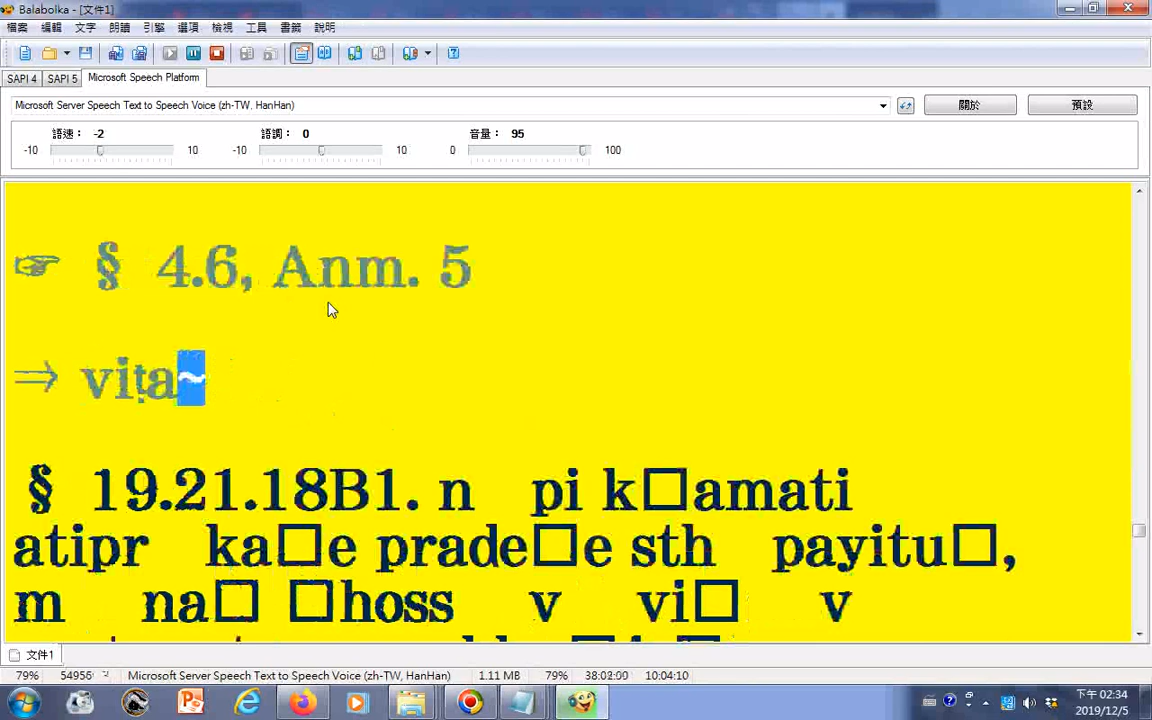 Balabolka - [文件1]
檔案 編輯 文字 朗讀 引擎 選項 檢視 工具 書籤 說明
SAPI 4 SAPI 5 Microsoft Speech Platform
Microsoft Server Speech Text to Speech Voice (zh-TW, HanHan) 關於 預設
語速： -2 語調： 0 音量： 95
-10 10 -10 10 0 100
☞ § 4.6, Anm. 5
⇒ viṭa~
§ 19.21.18B1. n pi k□amati
atipr ka□e prade□e sth payitu□,
m na□ □hoss v vi□ v
文件1
79% Microsoft Server Speech Text to Speech Voice (zh-TW, HanHan) 1.11 MB 79% 38:02:00 10:04:10
下午 02:34
2019/12/5